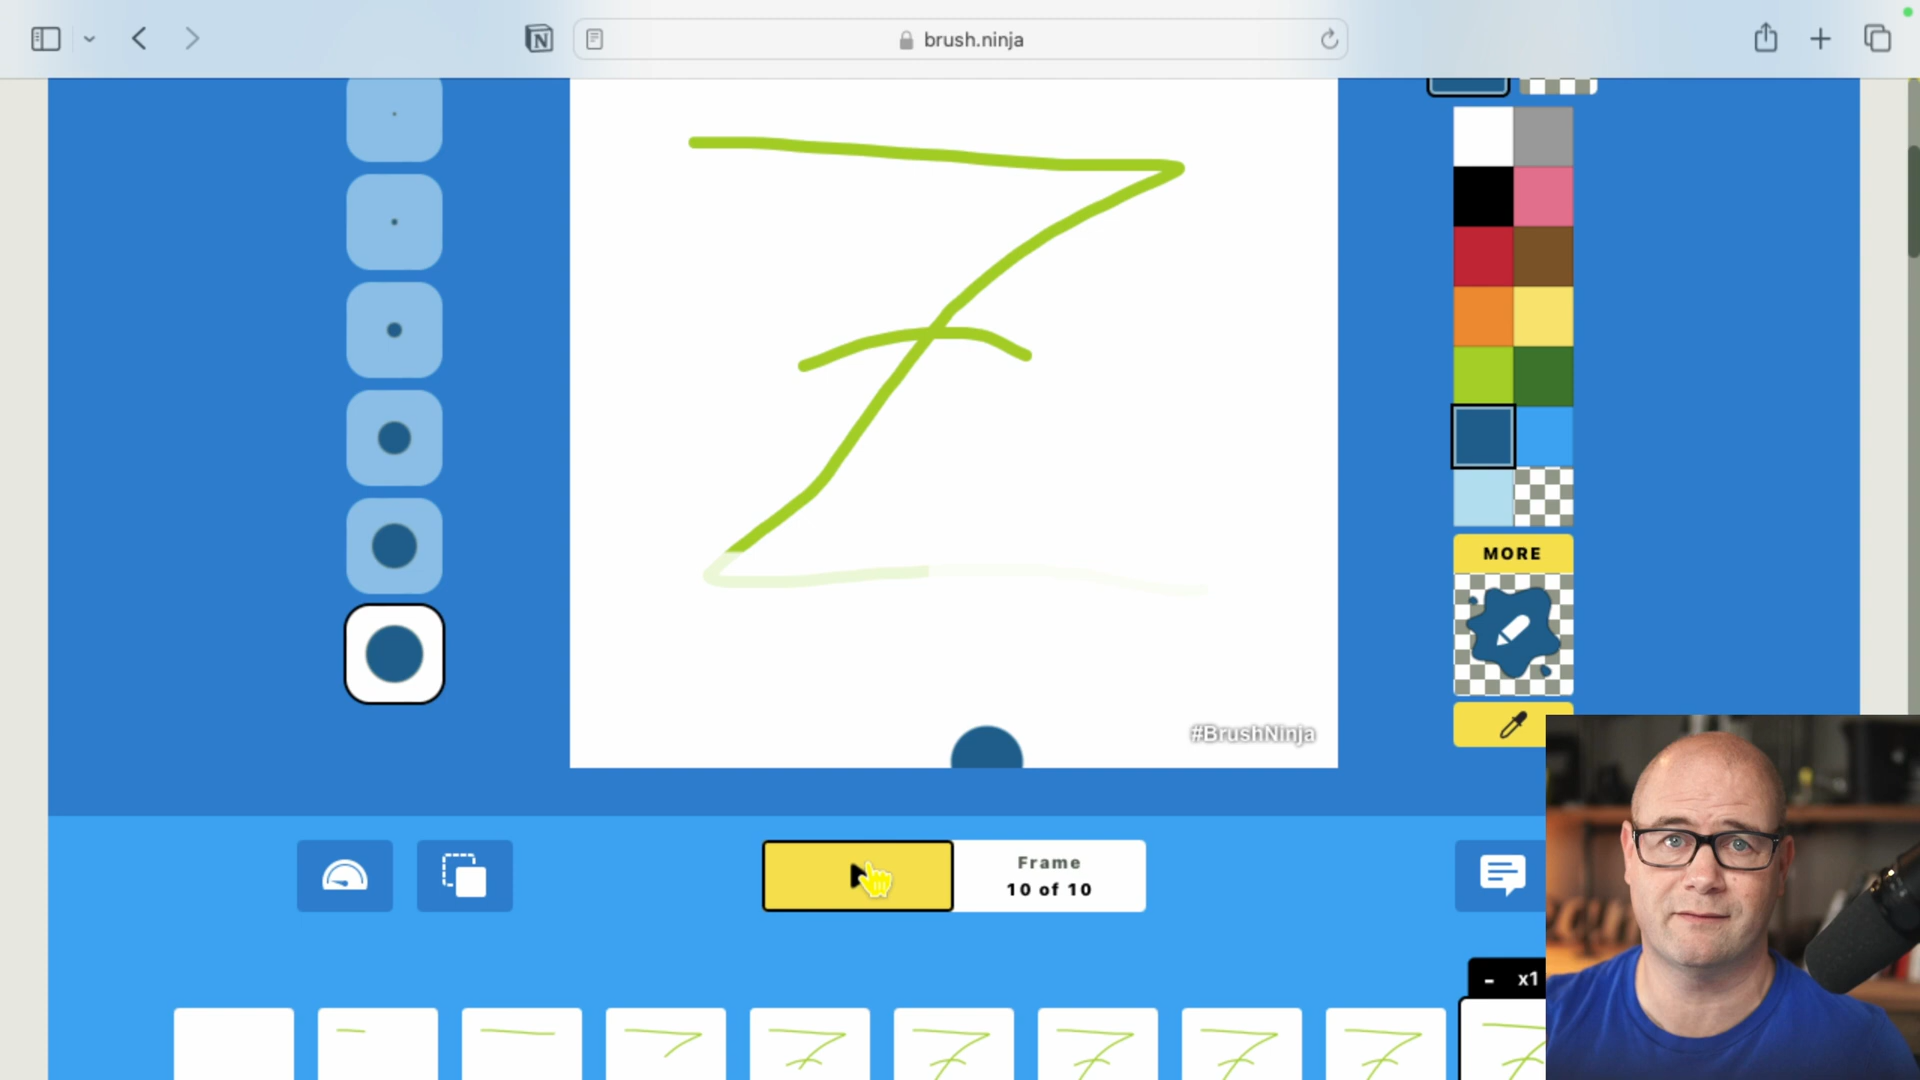 brush.ninja
Z
MORE
#BrushNinja
Frame
10 of 10
- x1